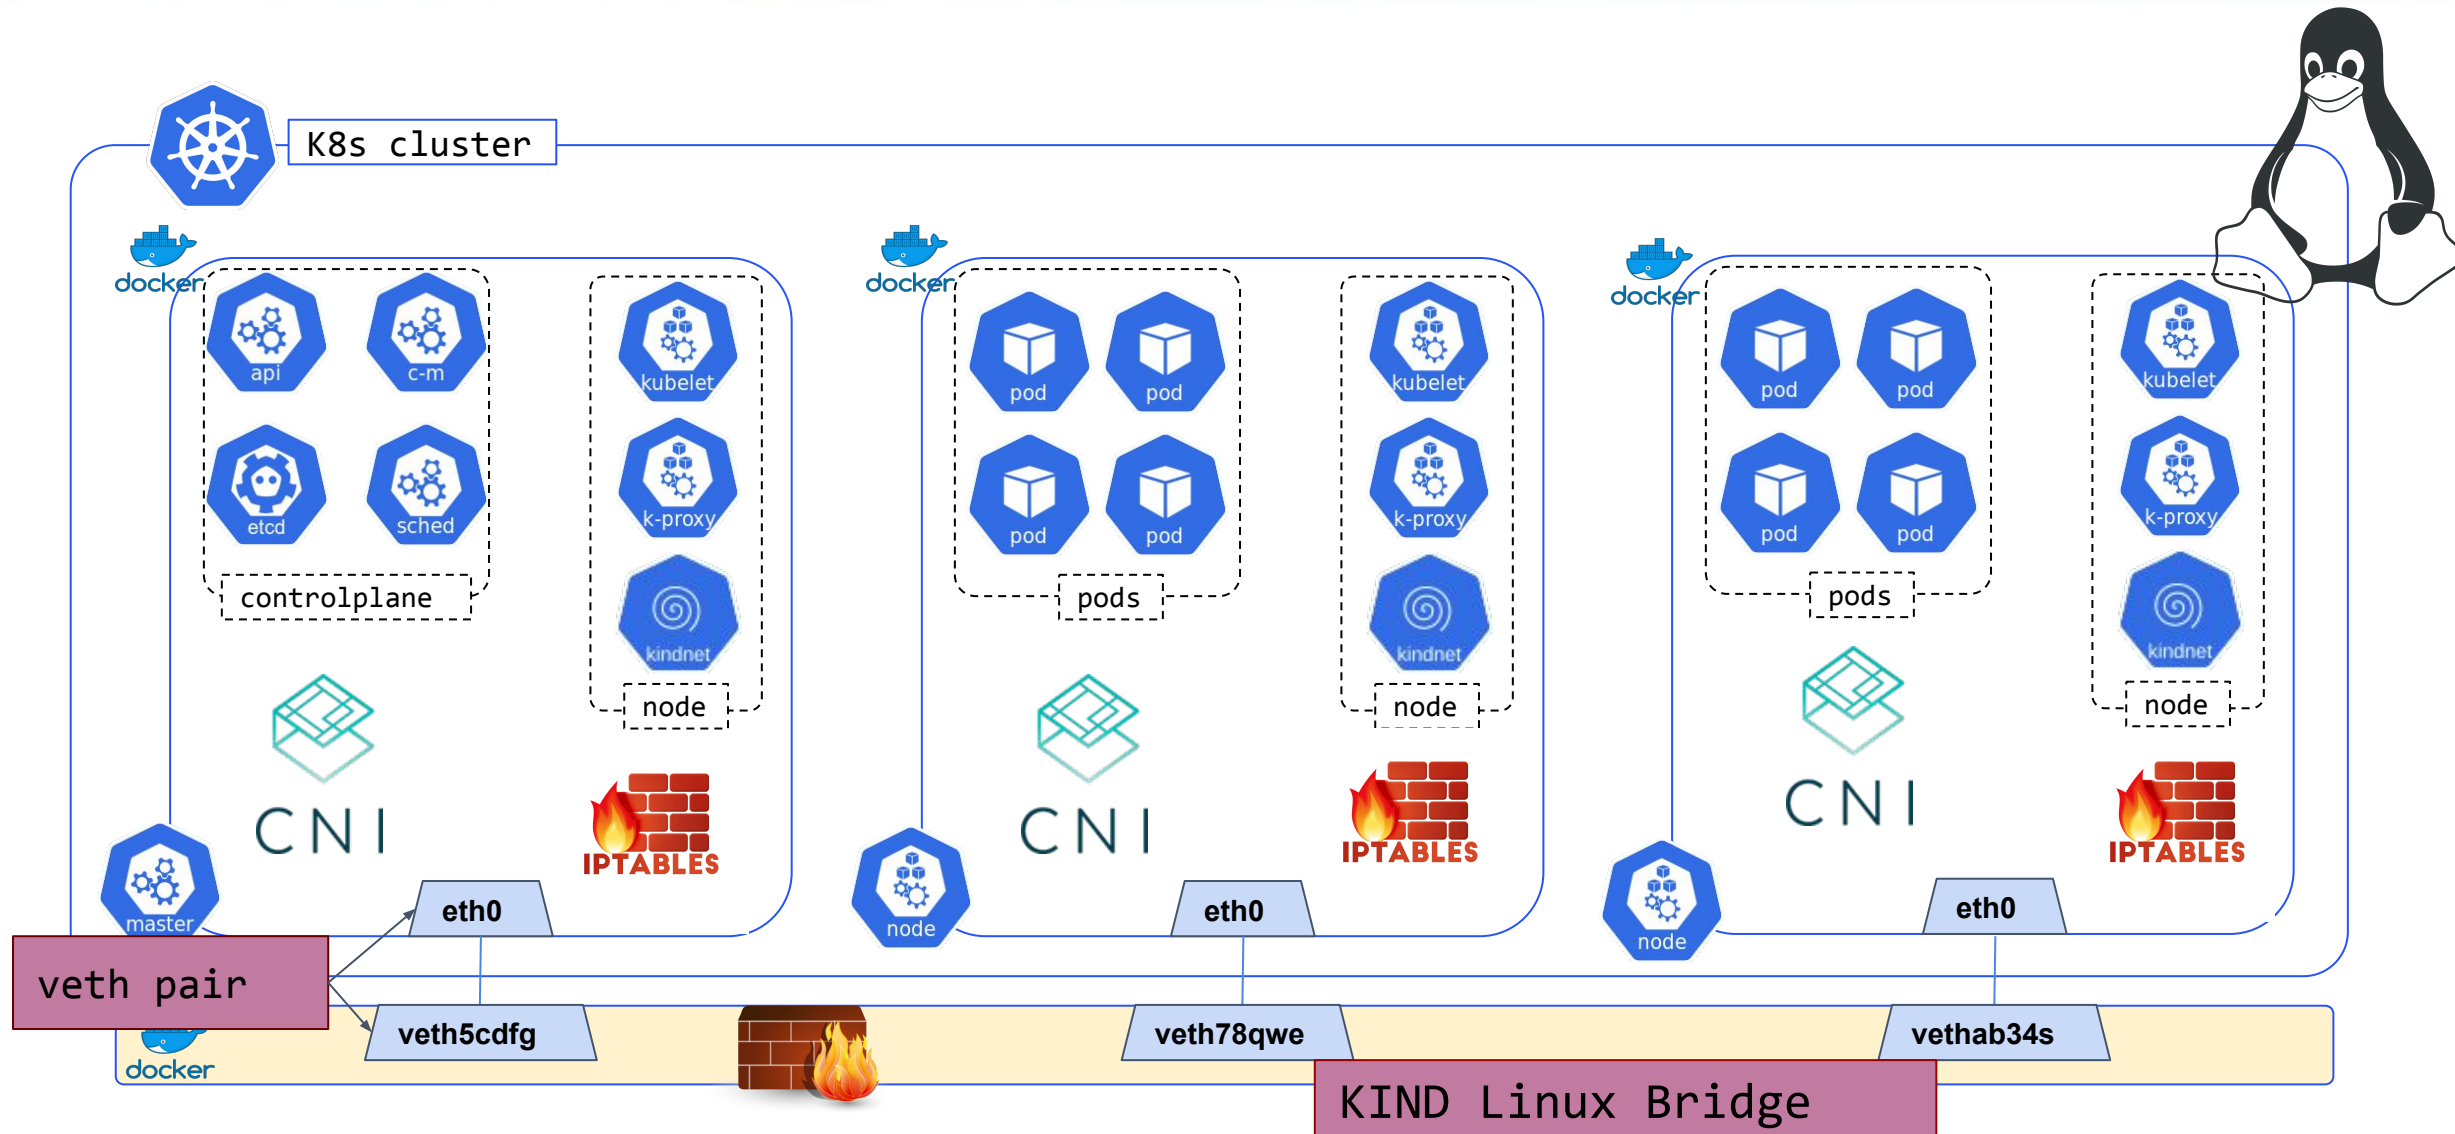 K8s cluster
docker
api
c-m
etcd
sched
controlplane
kubelet
k-proxy
kindnet
node
CNI
IPTABLES
master
eth0
docker
pod
pod
pod
pod
pods
kubelet
k-proxy
kindnet
node
CNI
IPTABLES
node
eth0
docker
pod
pod
pod
pod
pods
kubelet
k-proxy
kindnet
node
CNI
IPTABLES
node
eth0
veth pair
docker
veth5cdfg
veth78qwe
vethab34s
KIND Linux Bridge